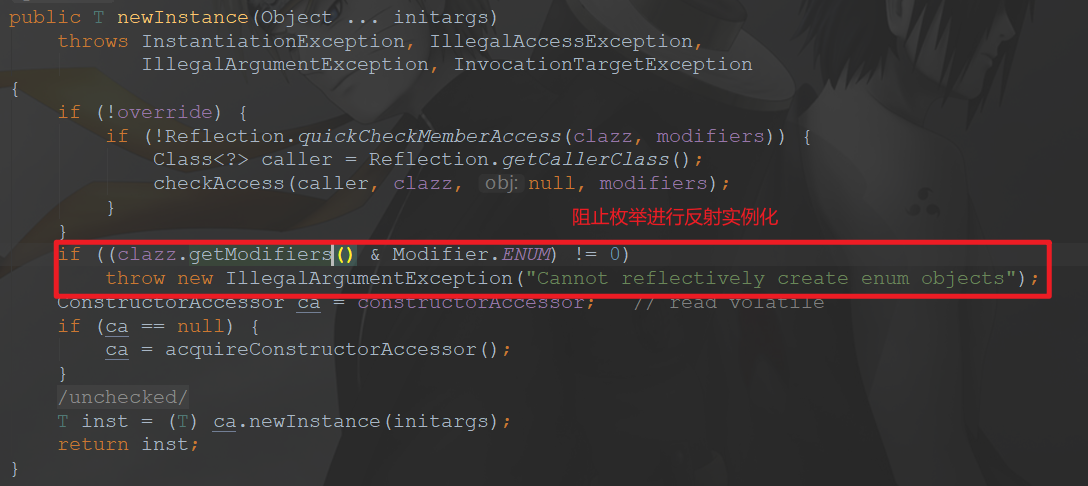 public T newInstance(Object ... initargs)
throws InstantiationException, IllegalAccessException,
IllegalArgumentException, InvocationTargetException
{
if (!override) {
if (!Reflection.quickCheckMemberAccess(clazz, modifiers)) {
Class<?> caller = Reflection.getCallerClass();
checkAccess(caller, clazz, obj: null, modifiers);
}
阻止枚举进行反射实例化
}
if ((clazz.getModifiers() & Modifier.ENUM) != 0)
throw new IllegalArgumentException("Cannot reflectively create enum objects");
ConstructorAccessor ca = constructorAccessor; // read volatile
if (ca == null) {
ca = acquireConstructorAccessor();
}
/unchecked/
T inst = (T) ca.newInstance(initargs);
return inst;
}